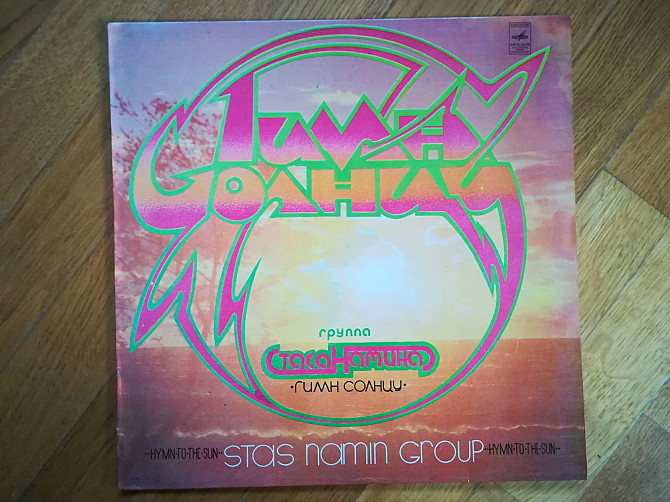 Гимн
Солнцу
группа
Стаса Намина
·Гимн Солнцу·
··HYMN·TO·THE·SUN··
Stas Namin Group
··HYMN·TO·THE·SUN··